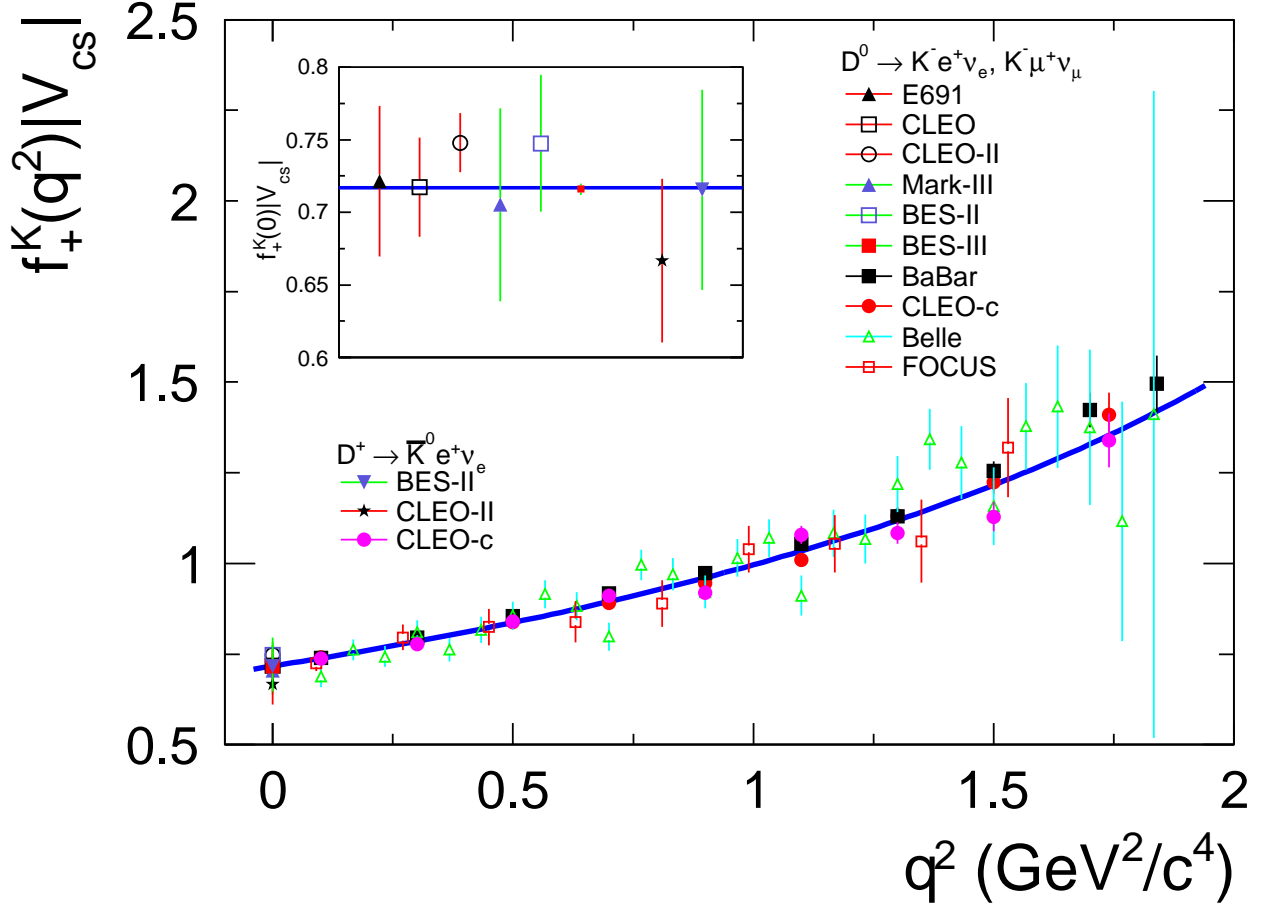 f₊ᴷ(q²)|V_cs|
2.5
2
1.5
1
0.5
0 0.5 1 1.5 2
q² (GeV²/c⁴)
f₊ᴷ(0)|V_cs|
0.8
0.75
0.7
0.65
0.6
D⁰ → K⁻e⁺ν_e, K⁻μ⁺ν_μ
E691
CLEO
CLEO-II
Mark-III
BES-II
BES-III
BaBar
CLEO-c
Belle
FOCUS
D⁺ → K̅⁰e⁺ν_e
BES-II
CLEO-II
CLEO-c